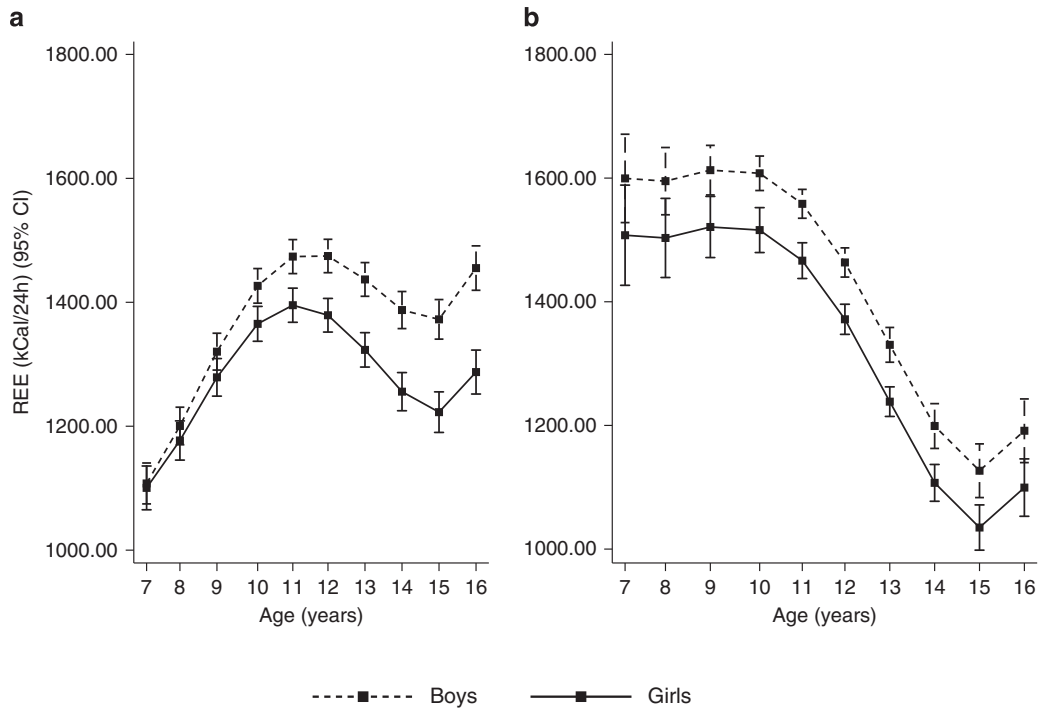 a
b
REE (kCal/24h) (95% CI)
1800.00
1600.00
1400.00
1200.00
1000.00
7 8 9 10 11 12 13 14 15 16
Age (years)
1800.00
1600.00
1400.00
1200.00
1000.00
7 8 9 10 11 12 13 14 15 16
Age (years)
Boys
Girls